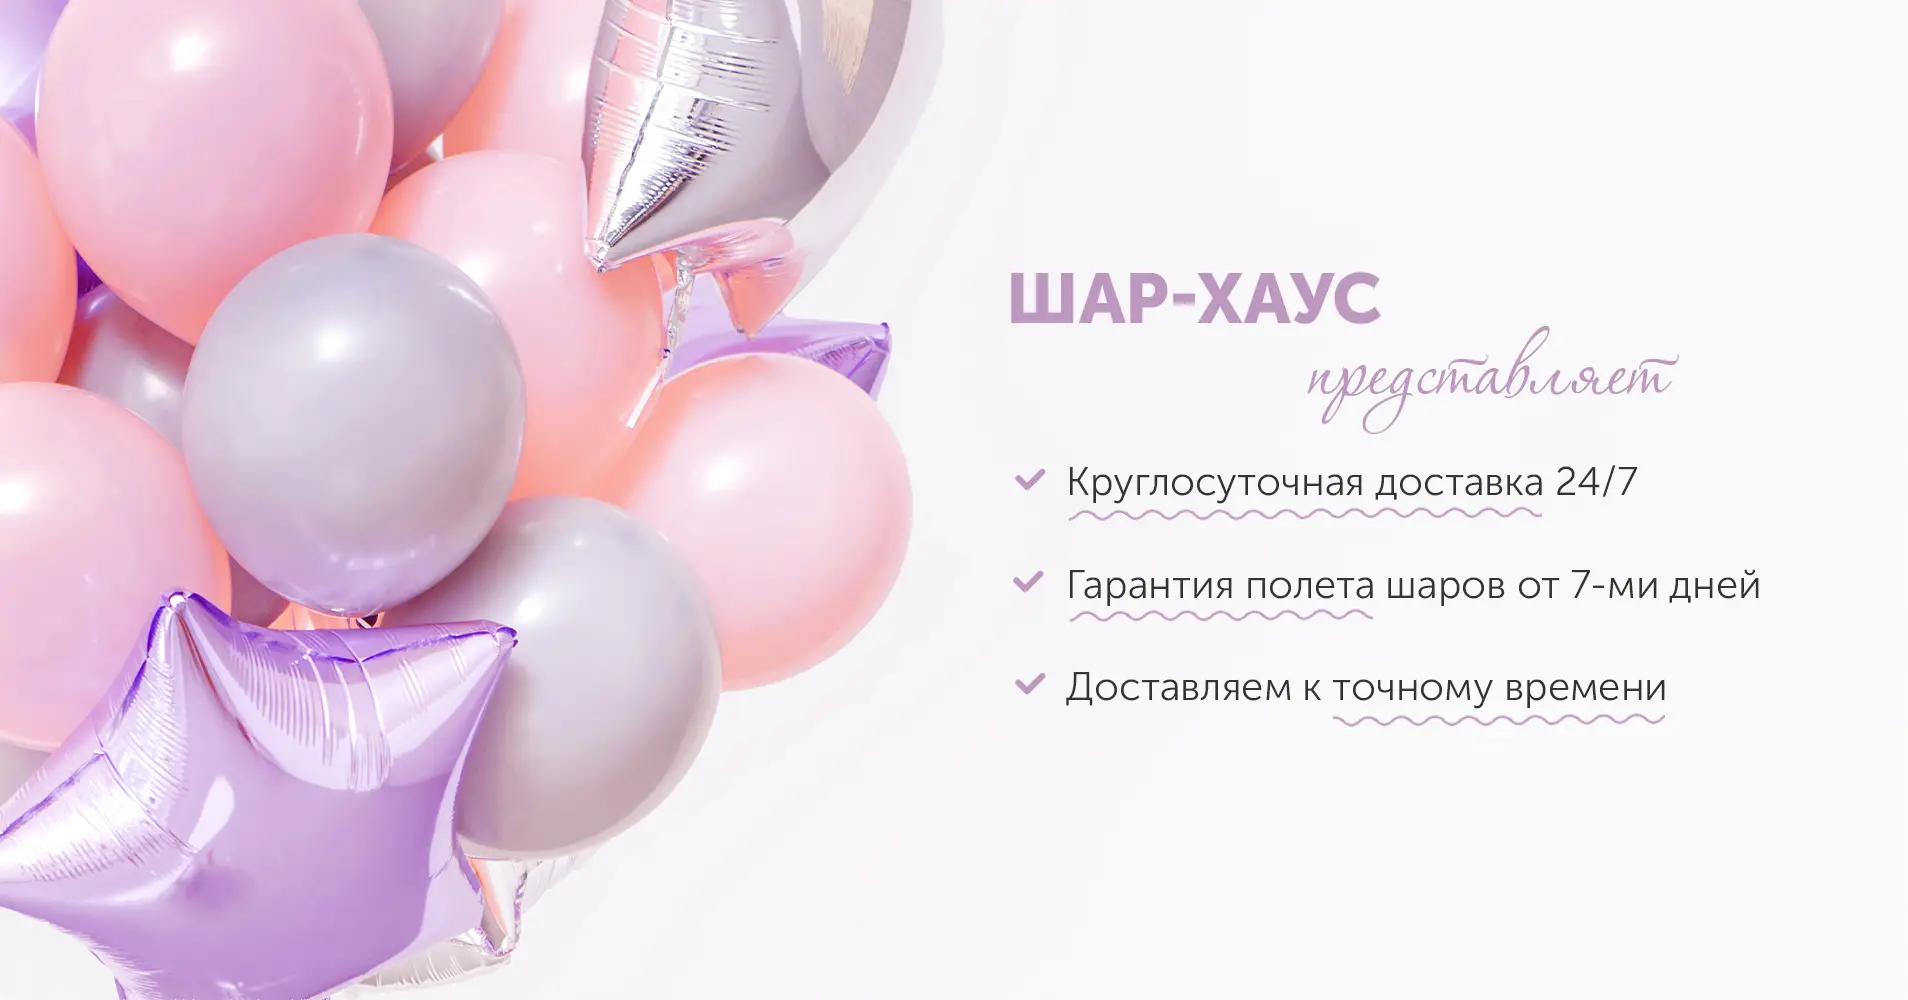 ШАР-ХАУС
представляет
Круглосуточная доставка 24/7
Гарантия полета шаров от 7-ми дней
Доставляем к точному времени